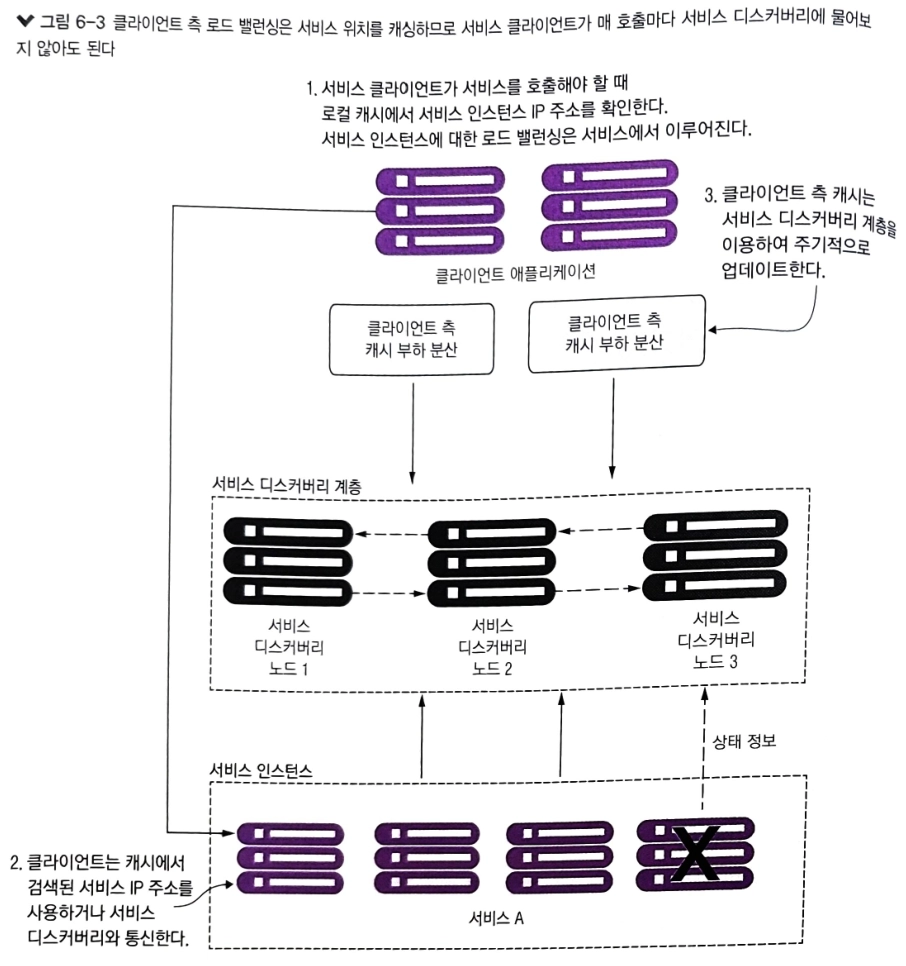 그림 6-3 클라이언트 측 로드 밸런싱은 서비스 위치를 캐싱하므로 서비스 클라이언트가 매 호출마다 서비스 디스커버리에 물어보
지 않아도 된다
1. 서비스 클라이언트가 서비스를 호출해야 할 때
로컬 캐시에서 서비스 인스턴스 IP 주소를 확인한다.
서비스 인스턴스에 대한 로드 밸런싱은 서비스에서 이루어진다.
3. 클라이언트 측 캐시는
서비스 디스커버리 계층을
이용하여 주기적으로
업데이트한다.
클라이언트 애플리케이션
클라이언트 측
캐시 부하 분산
클라이언트 측
캐시 부하 분산
서비스 디스커버리 계층
서비스
디스커버리
노드 1
서비스
디스커버리
노드 2
서비스
디스커버리
노드 3
상태 정보
서비스 인스턴스
2. 클라이언트는 캐시에서
검색된 서비스 IP 주소를
사용하거나 서비스
디스커버리와 통신한다.
서비스 A